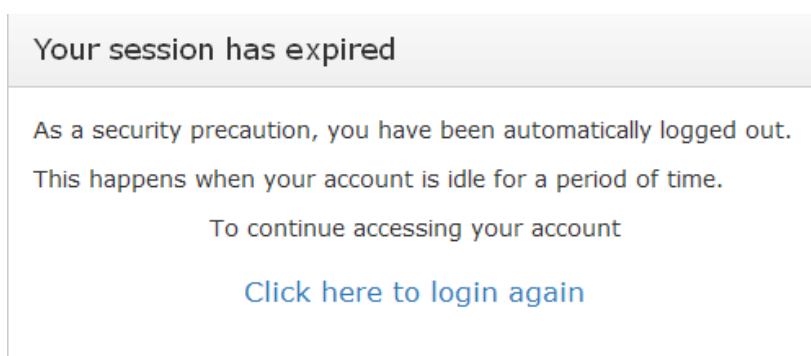 Your session has expired
As a security precaution, you have been automatically logged out.
This happens when your account is idle for a period of time.
To continue accessing your account
Click here to login again